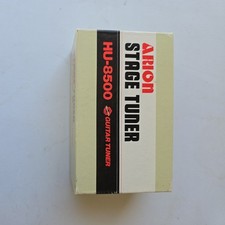 ARION
STAGE TUNER
HU-8500
GUITAR TUNER